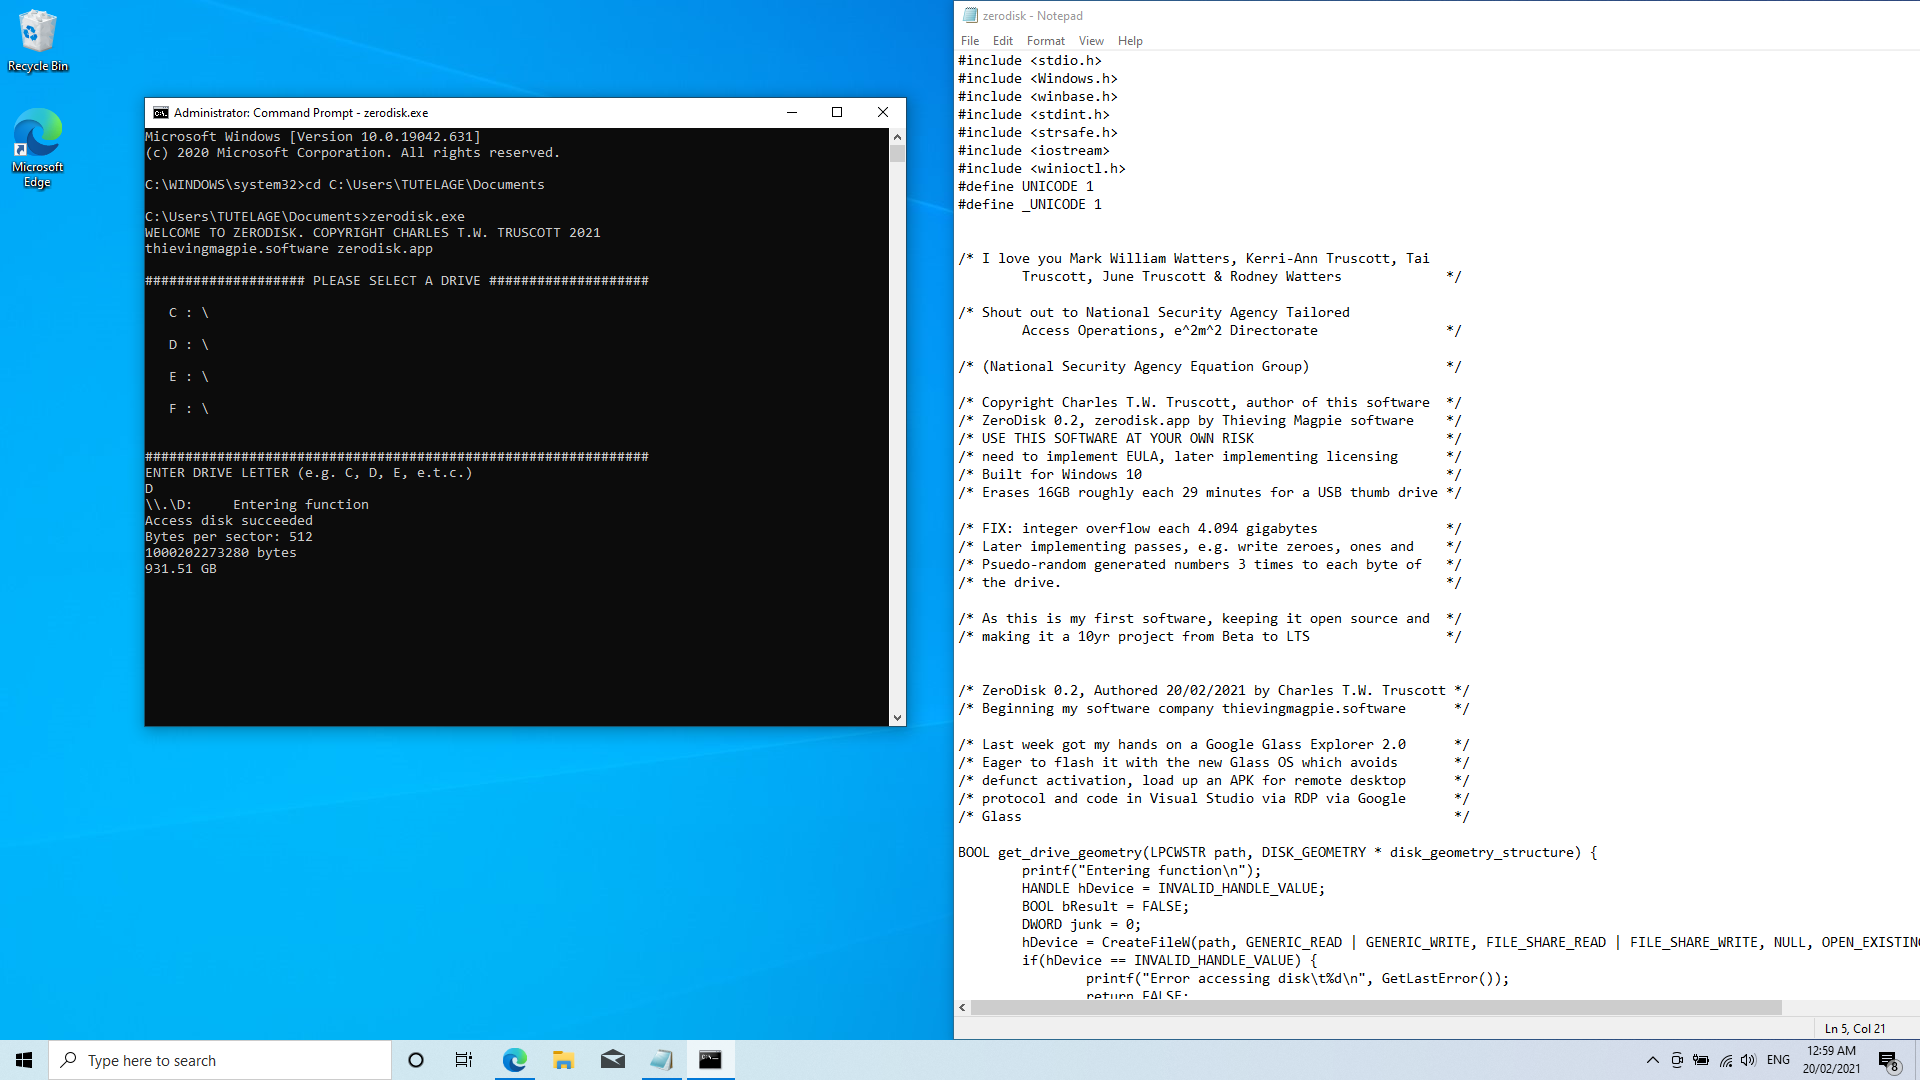 Recycle Bin
Microsoft
Edge
Administrator: Command Prompt - zerodisk.exe
Microsoft Windows [Version 10.0.19042.631]
(c) 2020 Microsoft Corporation. All rights reserved.
C:\WINDOWS\system32>cd C:\Users\TUTELAGE\Documents
C:\Users\TUTELAGE\Documents>zerodisk.exe
WELCOME TO ZERODISK. COPYRIGHT CHARLES T.W. TRUSCOTT 2021
thievingmagpie.software zerodisk.app
#################### PLEASE SELECT A DRIVE ####################
C : \
D : \
E : \
F : \
###############################################################
ENTER DRIVE LETTER (e.g. C, D, E, e.t.c.)
D
\\.\D:     Entering function
Access disk succeeded
Bytes per sector: 512
1000202273280 bytes
931.51 GB
zerodisk - Notepad
File Edit Format View Help
#include <stdio.h>
#include <Windows.h>
#include <winbase.h>
#include <stdint.h>
#include <strsafe.h>
#include <iostream>
#include <winioctl.h>
#define UNICODE 1
#define _UNICODE 1
/* I love you Mark William Watters, Kerri-Ann Truscott, Tai
Truscott, June Truscott & Rodney Watters */
/* Shout out to National Security Agency Tailored
Access Operations, e^2m^2 Directorate */
/* (National Security Agency Equation Group) */
/* Copyright Charles T.W. Truscott, author of this software */
/* ZeroDisk 0.2, zerodisk.app by Thieving Magpie software */
/* USE THIS SOFTWARE AT YOUR OWN RISK */
/* need to implement EULA, later implementing licensing */
/* Built for Windows 10 */
/* Erases 16GB roughly each 29 minutes for a USB thumb drive */
/* FIX: integer overflow each 4.094 gigabytes */
/* Later implementing passes, e.g. write zeroes, ones and */
/* Psuedo-random generated numbers 3 times to each byte of */
/* the drive. */
/* As this is my first software, keeping it open source and */
/* making it a 10yr project from Beta to LTS */
/* ZeroDisk 0.2, Authored 20/02/2021 by Charles T.W. Truscott */
/* Beginning my software company thievingmagpie.software */
/* Last week got my hands on a Google Glass Explorer 2.0 */
/* Eager to flash it with the new Glass OS which avoids */
/* defunct activation, load up an APK for remote desktop */
/* protocol and code in Visual Studio via RDP via Google */
/* Glass */
BOOL get_drive_geometry(LPCWSTR path, DISK_GEOMETRY * disk_geometry_structure) {
printf("Entering function\n");
HANDLE hDevice = INVALID_HANDLE_VALUE;
BOOL bResult = FALSE;
DWORD junk = 0;
hDevice = CreateFileW(path, GENERIC_READ | GENERIC_WRITE, FILE_SHARE_READ | FILE_SHARE_WRITE, NULL, OPEN_EXISTING
if(hDevice == INVALID_HANDLE_VALUE) {
printf("Error accessing disk\t%d\n", GetLastError());
return FALSE;
Ln 5, Col 21
Type here to search
ENG
12:59 AM
20/02/2021
8